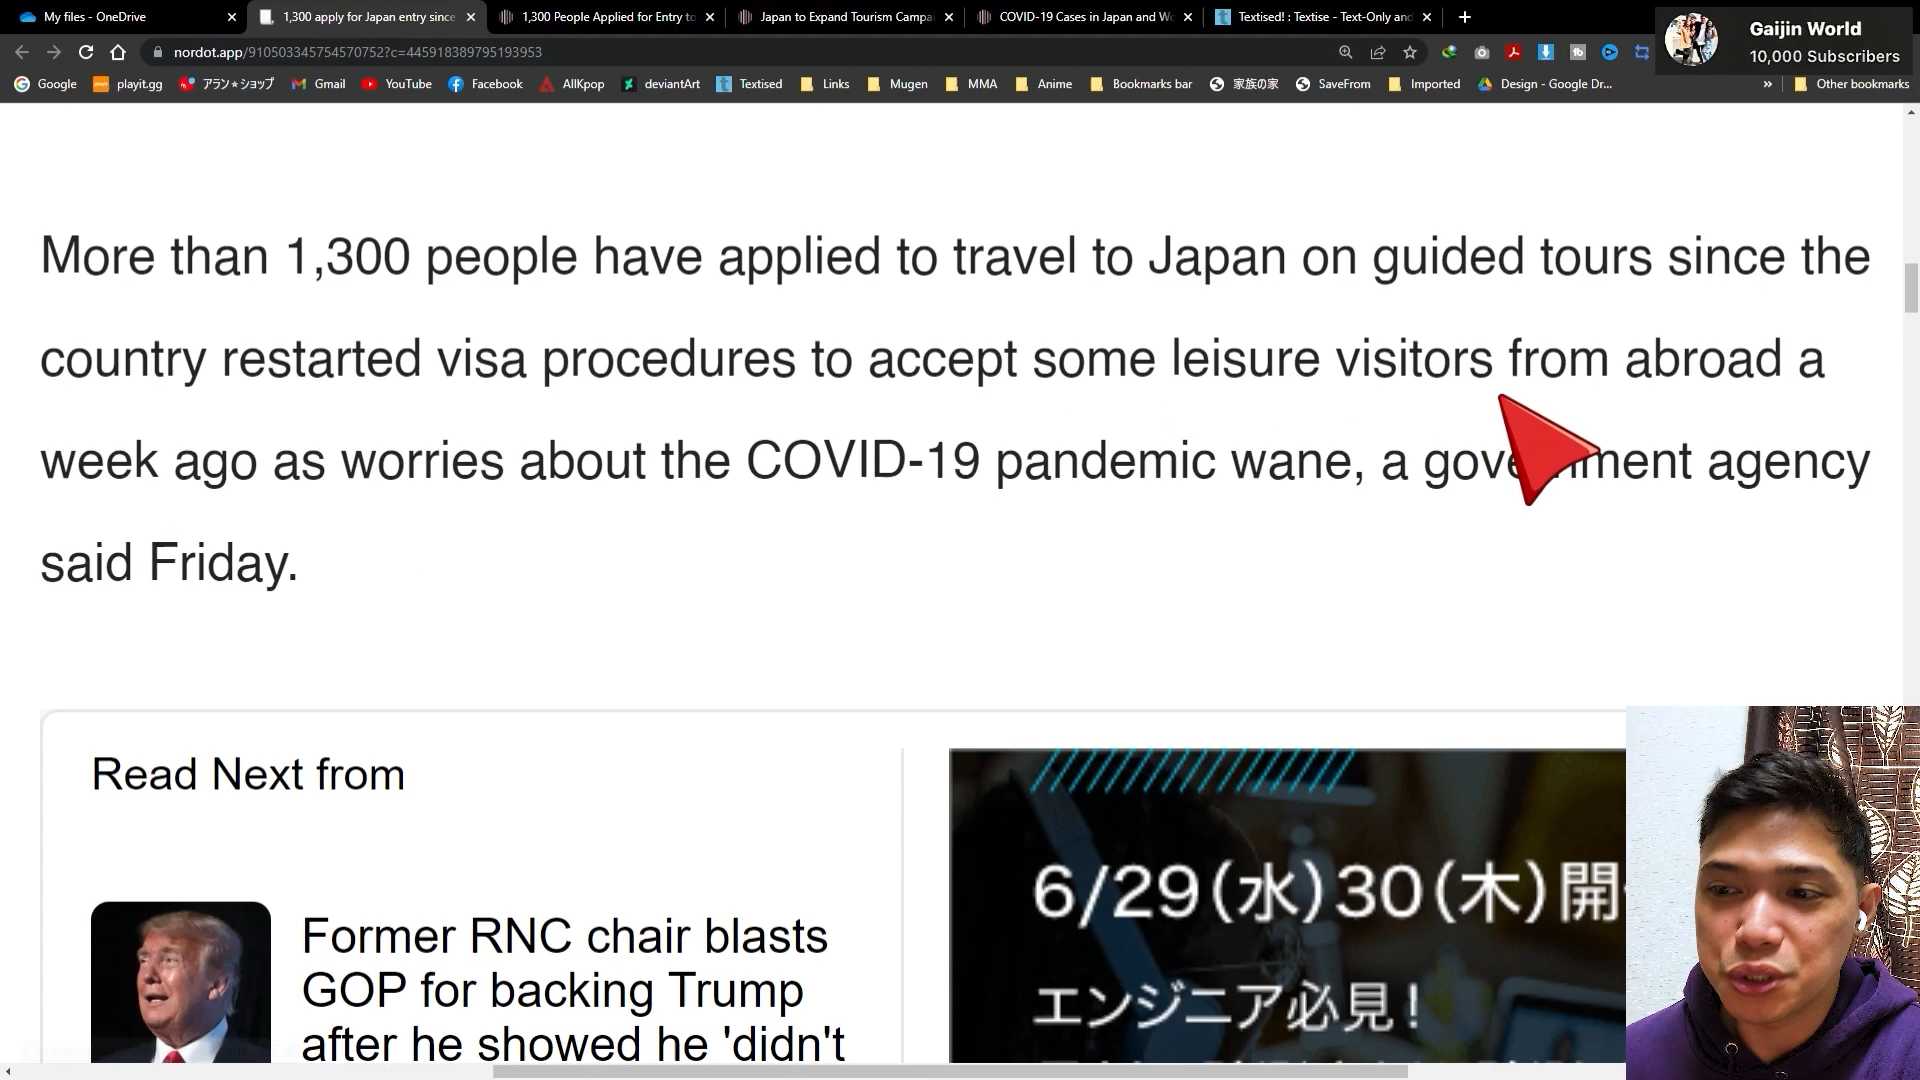 My files - OneDrive
1,300 apply for Japan entry since
1,300 People Applied for Entry to
Japan to Expand Tourism Campai
COVID-19 Cases in Japan and Wo
Textised! : Textise - Text-Only and
nordot.app/910503345754570752?c=445918389795193953
Gaijin World
10,000 Subscribers
Google
playit.gg
アラン★ショップ
Gmail
YouTube
Facebook
AllKpop
deviantArt
Textised
Links
Mugen
MMA
Anime
Bookmarks bar
家族の家
SaveFrom
Imported
Design - Google Dr...
»
Other bookmarks
More than 1,300 people have applied to travel to Japan on guided tours since the
country restarted visa procedures to accept some leisure visitors from abroad a
week ago as worries about the COVID-19 pandemic wane, a government agency
said Friday.
Read Next from
Former RNC chair blasts
GOP for backing Trump
after he showed he 'didn't
6/29(水)30(木)開
エンジニア必見!